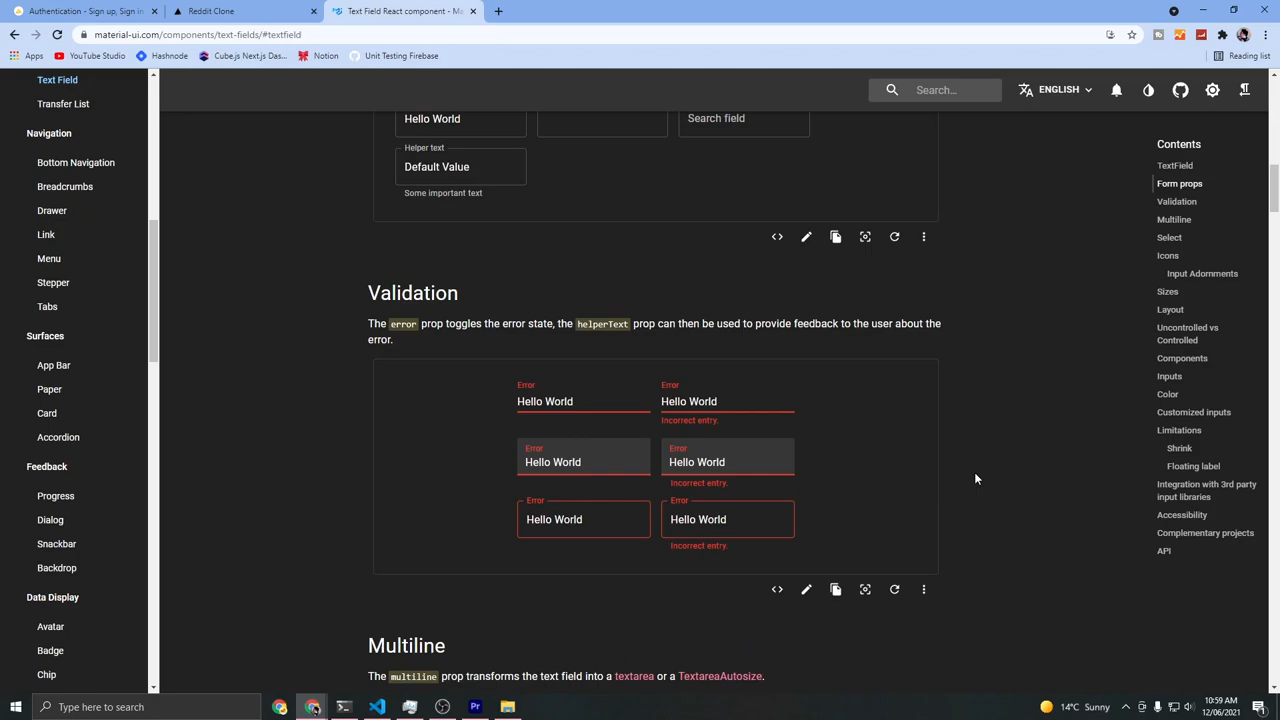 Authentication - Sign up, Sign in
Reddit Clone
Text Field React component - Ma
material-ui.com/components/text-fields/#textfield
Apps
YouTube Studio
Hashnode
Cube.js Next.js Das...
Notion
Unit Testing Firebase
Reading list
Search...
ENGLISH
Text Field
Transfer List
Navigation
Bottom Navigation
Breadcrumbs
Drawer
Link
Menu
Stepper
Tabs
Surfaces
App Bar
Paper
Card
Accordion
Feedback
Progress
Dialog
Snackbar
Backdrop
Data Display
Avatar
Badge
Chip
Hello World
Search field
Helper text
Default Value
Some important text
Validation
The error prop toggles the error state, the helperText prop can then be used to provide feedback to the user about the
error.
Error
Error
Hello World
Hello World
Incorrect entry.
Error
Error
Hello World
Hello World
Incorrect entry.
Error
Error
Hello World
Hello World
Incorrect entry.
Multiline
The multiline prop transforms the text field into a textarea or a TextareaAutosize.
Contents
TextField
Form props
Validation
Multiline
Select
Icons
Input Adornments
Sizes
Layout
Uncontrolled vs
Controlled
Components
Inputs
Color
Customized inputs
Limitations
Shrink
Floating label
Integration with 3rd party
input libraries
Accessibility
Complementary projects
API
Type here to search
Pr
14°C Sunny
10:59 AM
12/06/2021